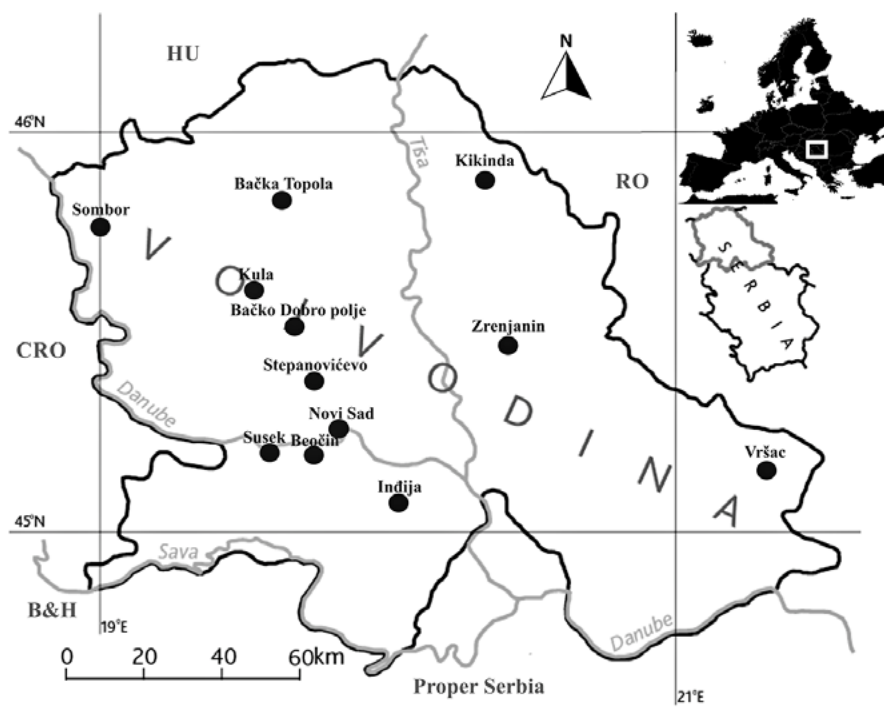 HU
N
46°N
Tisa
Kikinda
RO
Bačka Topola
Sombor
SERBIA
Kula
Bačko Dobro polje
VOJVODINA
CRO
Zrenjanin
Stepanovićevo
Danube
Novi Sad
Susek
Beočin
Vršac
Inđija
45°N
Sava
B&H
19°E
Danube
0 20 40 60km
Proper Serbia
21°E